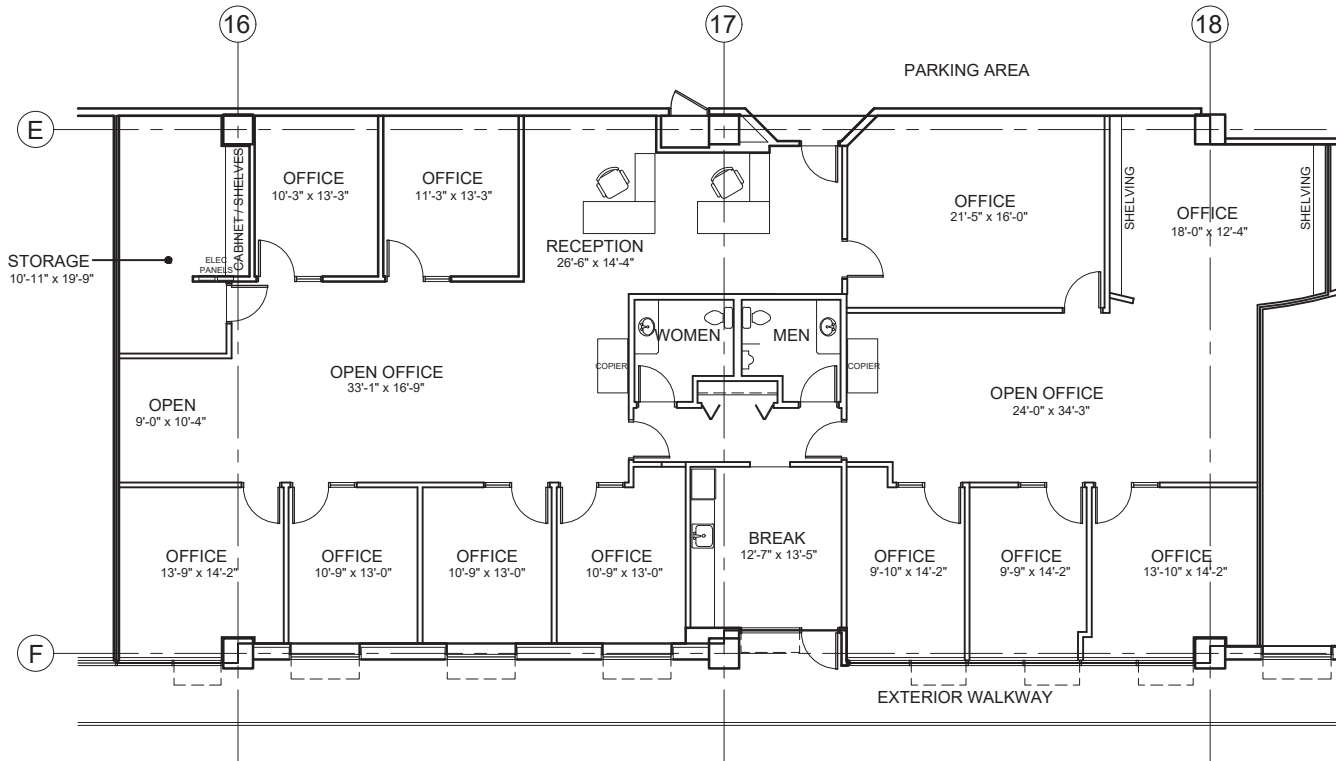 16
17
18
PARKING AREA
E
OFFICE
10'-3" x 13'-3"
OFFICE
11'-3" x 13'-3"
CABINET / SHELVES
OFFICE
21'-5" x 16'-0"
SHELVING
OFFICE
18'-0" x 12'-4"
SHELVING
STORAGE
10'-11" x 19'-9"
ELEC
PANELS
RECEPTION
26'-6" x 14'-4"
WOMEN
MEN
COPIER
COPIER
OPEN OFFICE
33'-1" x 16'-9"
OPEN
9'-0" x 10'-4"
OPEN OFFICE
24'-0" x 34'-3"
OFFICE
13'-9" x 14'-2"
OFFICE
10'-9" x 13'-0"
OFFICE
10'-9" x 13'-0"
OFFICE
10'-9" x 13'-0"
BREAK
12'-7" x 13'-5"
OFFICE
9'-10" x 14'-2"
OFFICE
9'-9" x 14'-2"
OFFICE
13'-10" x 14'-2"
F
EXTERIOR WALKWAY